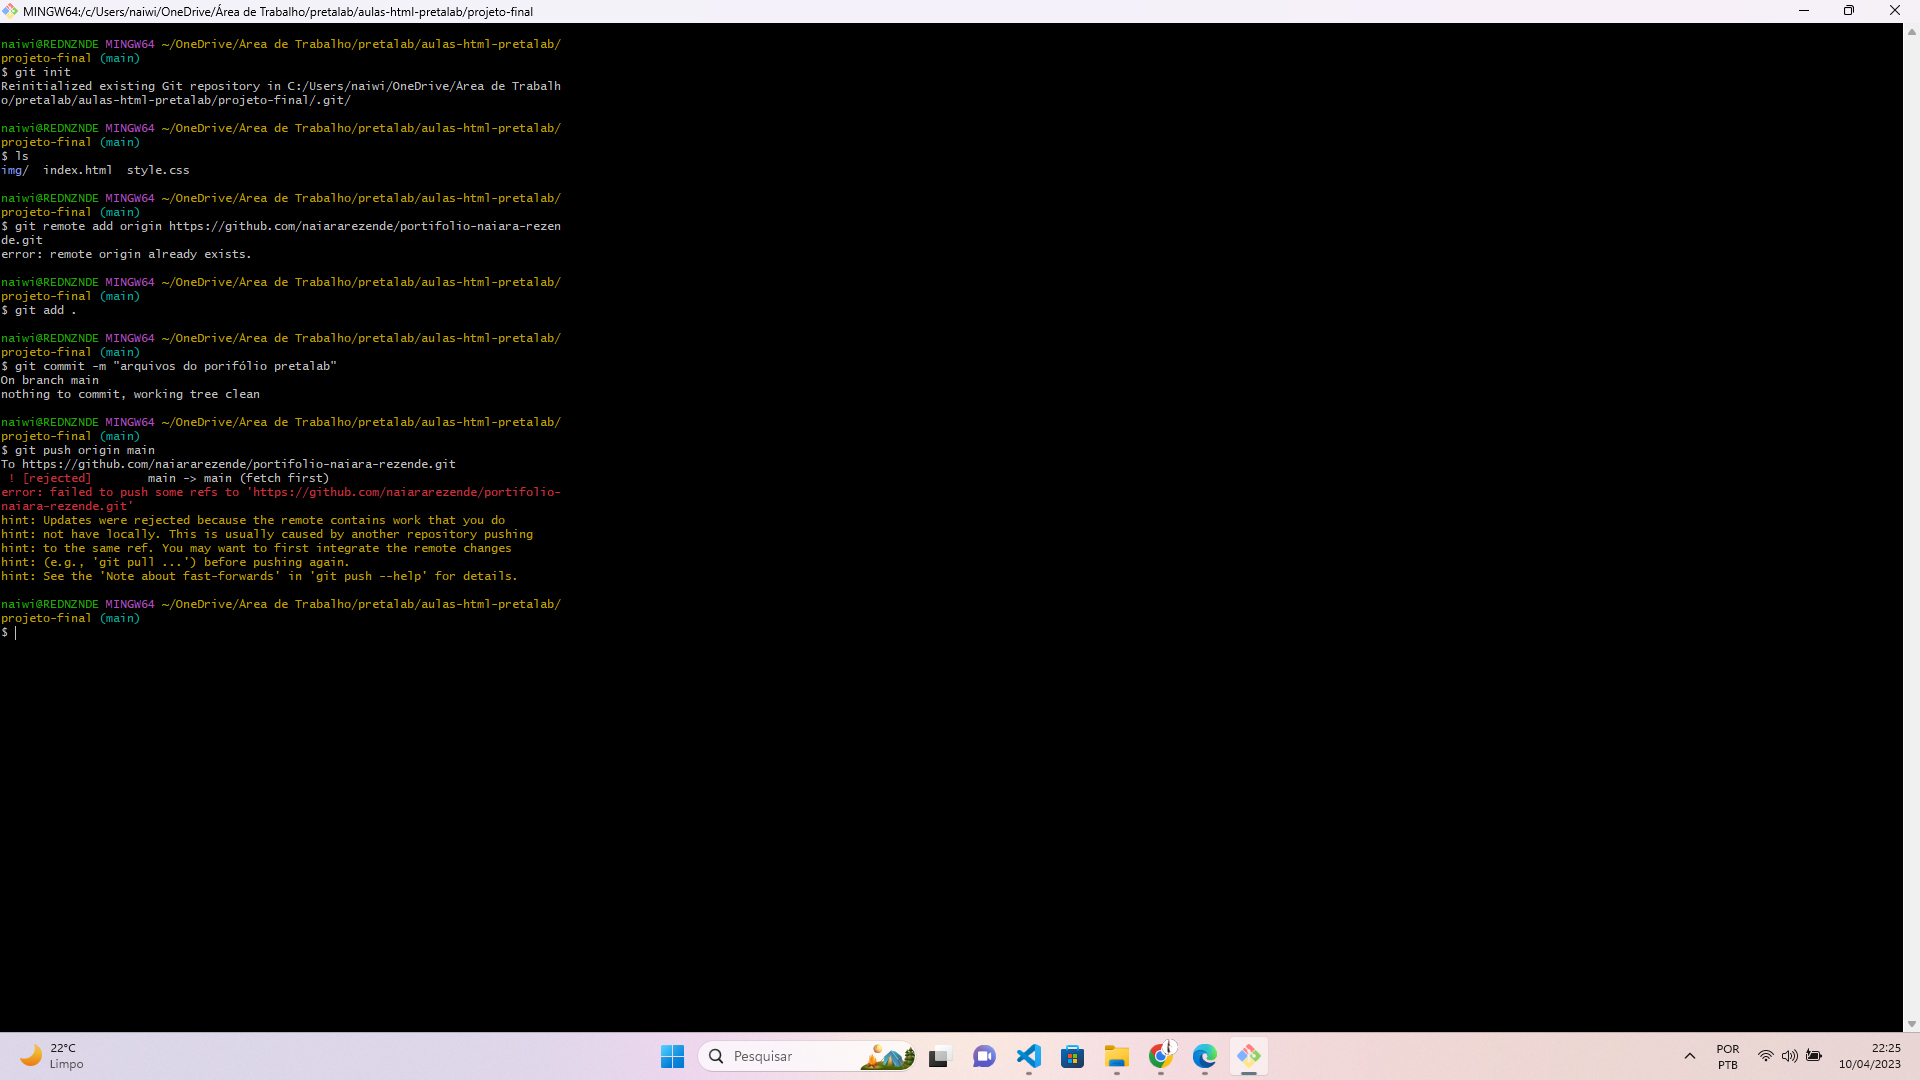 MINGW64:/c/Users/naiwi/OneDrive/Área de Trabalho/pretalab/aulas-html-pretalab/projeto-final
naiwi@REDNZNDE MINGW64 ~/OneDrive/Área de Trabalho/pretalab/aulas-html-pretalab/
projeto-final (main)
$ git init
Reinitialized existing Git repository in C:/Users/naiwi/OneDrive/Área de Trabalh
o/pretalab/aulas-html-pretalab/projeto-final/.git/
naiwi@REDNZNDE MINGW64 ~/OneDrive/Área de Trabalho/pretalab/aulas-html-pretalab/
projeto-final (main)
$ ls
img/  index.html  style.css
naiwi@REDNZNDE MINGW64 ~/OneDrive/Área de Trabalho/pretalab/aulas-html-pretalab/
projeto-final (main)
$ git remote add origin https://github.com/naiararezende/portifolio-naiara-rezen
de.git
error: remote origin already exists.
naiwi@REDNZNDE MINGW64 ~/OneDrive/Área de Trabalho/pretalab/aulas-html-pretalab/
projeto-final (main)
$ git add .
naiwi@REDNZNDE MINGW64 ~/OneDrive/Área de Trabalho/pretalab/aulas-html-pretalab/
projeto-final (main)
$ git commit -m "arquivos do porifólio pretalab"
On branch main
nothing to commit, working tree clean
naiwi@REDNZNDE MINGW64 ~/OneDrive/Área de Trabalho/pretalab/aulas-html-pretalab/
projeto-final (main)
$ git push origin main
To https://github.com/naiararezende/portifolio-naiara-rezende.git
! [rejected]        main -> main (fetch first)
error: failed to push some refs to 'https://github.com/naiararezende/portifolio-
naiara-rezende.git'
hint: Updates were rejected because the remote contains work that you do
hint: not have locally. This is usually caused by another repository pushing
hint: to the same ref. You may want to first integrate the remote changes
hint: (e.g., 'git pull ...') before pushing again.
hint: See the 'Note about fast-forwards' in 'git push --help' for details.
naiwi@REDNZNDE MINGW64 ~/OneDrive/Área de Trabalho/pretalab/aulas-html-pretalab/
projeto-final (main)
$
22°C
Limpo
Pesquisar
POR
PTB
22:25
10/04/2023